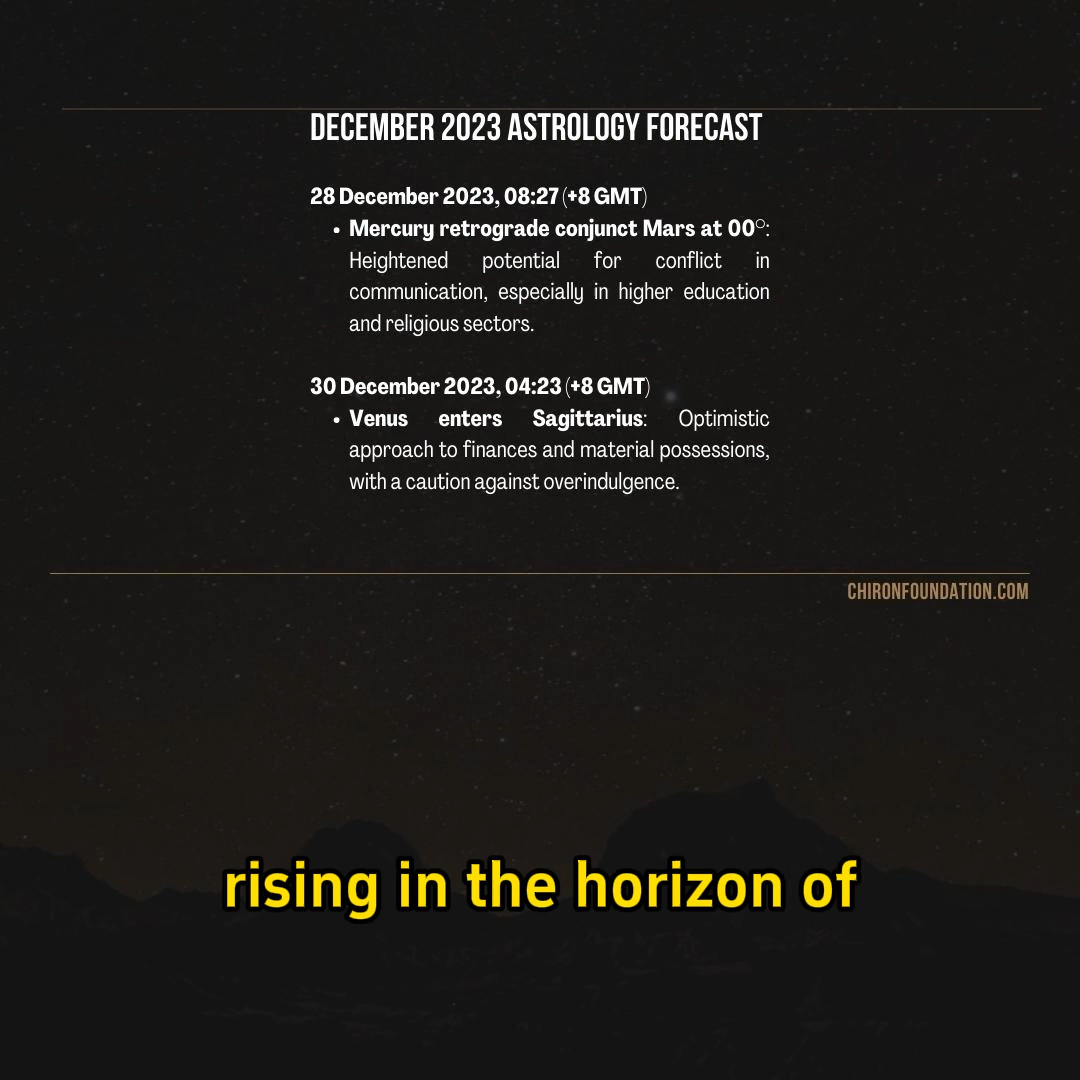 DECEMBER 2023 ASTROLOGY FORECAST
28 December 2023, 08:27 (+8 GMT)
• Mercury retrograde conjunct Mars at 00°:
Heightened potential for conflict in
communication, especially in higher education
and religious sectors.
30 December 2023, 04:23 (+8 GMT)
• Venus enters Sagittarius: Optimistic
approach to finances and material possessions,
with a caution against overindulgence.
CHIRONFOUNDATION.COM
rising in the horizon of